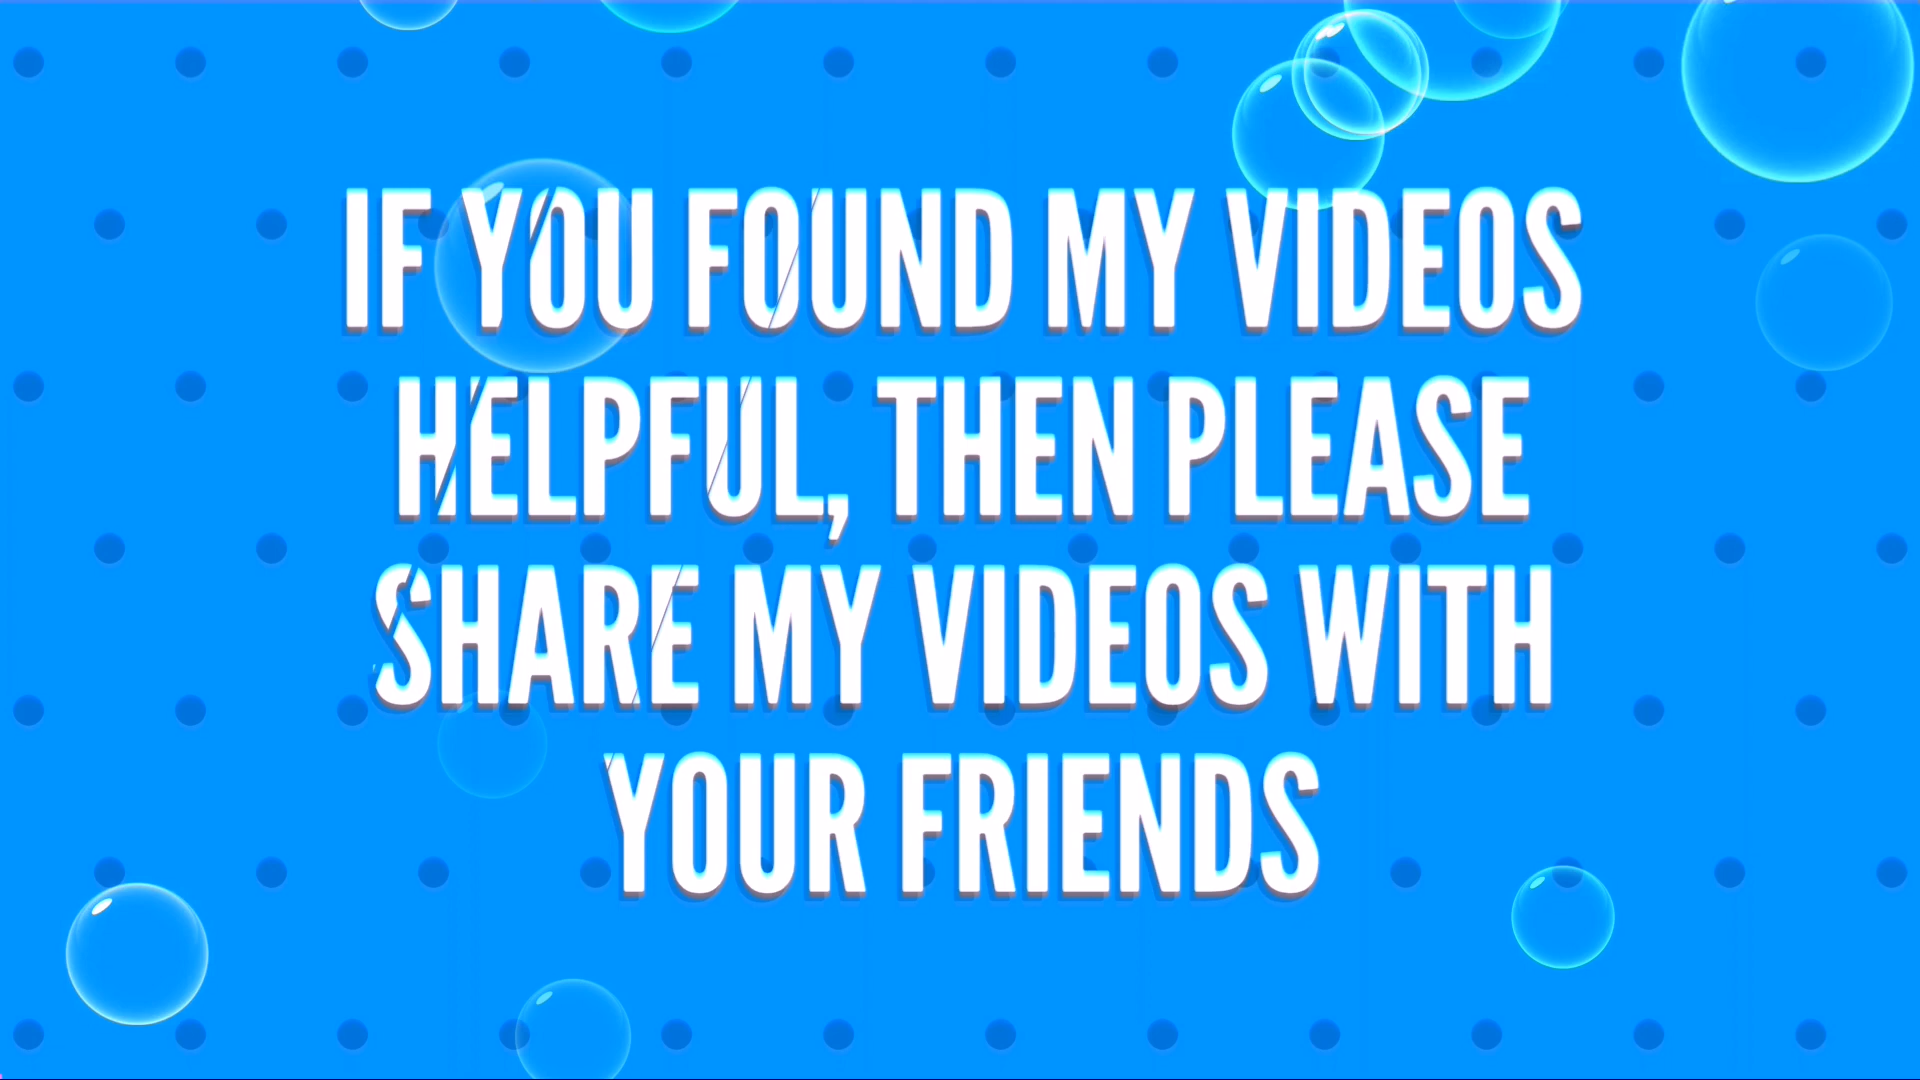 IF YOU FOUND MY VIDEOS
HELPFUL, THEN PLEASE
SHARE MY VIDEOS WITH
YOUR FRIENDS